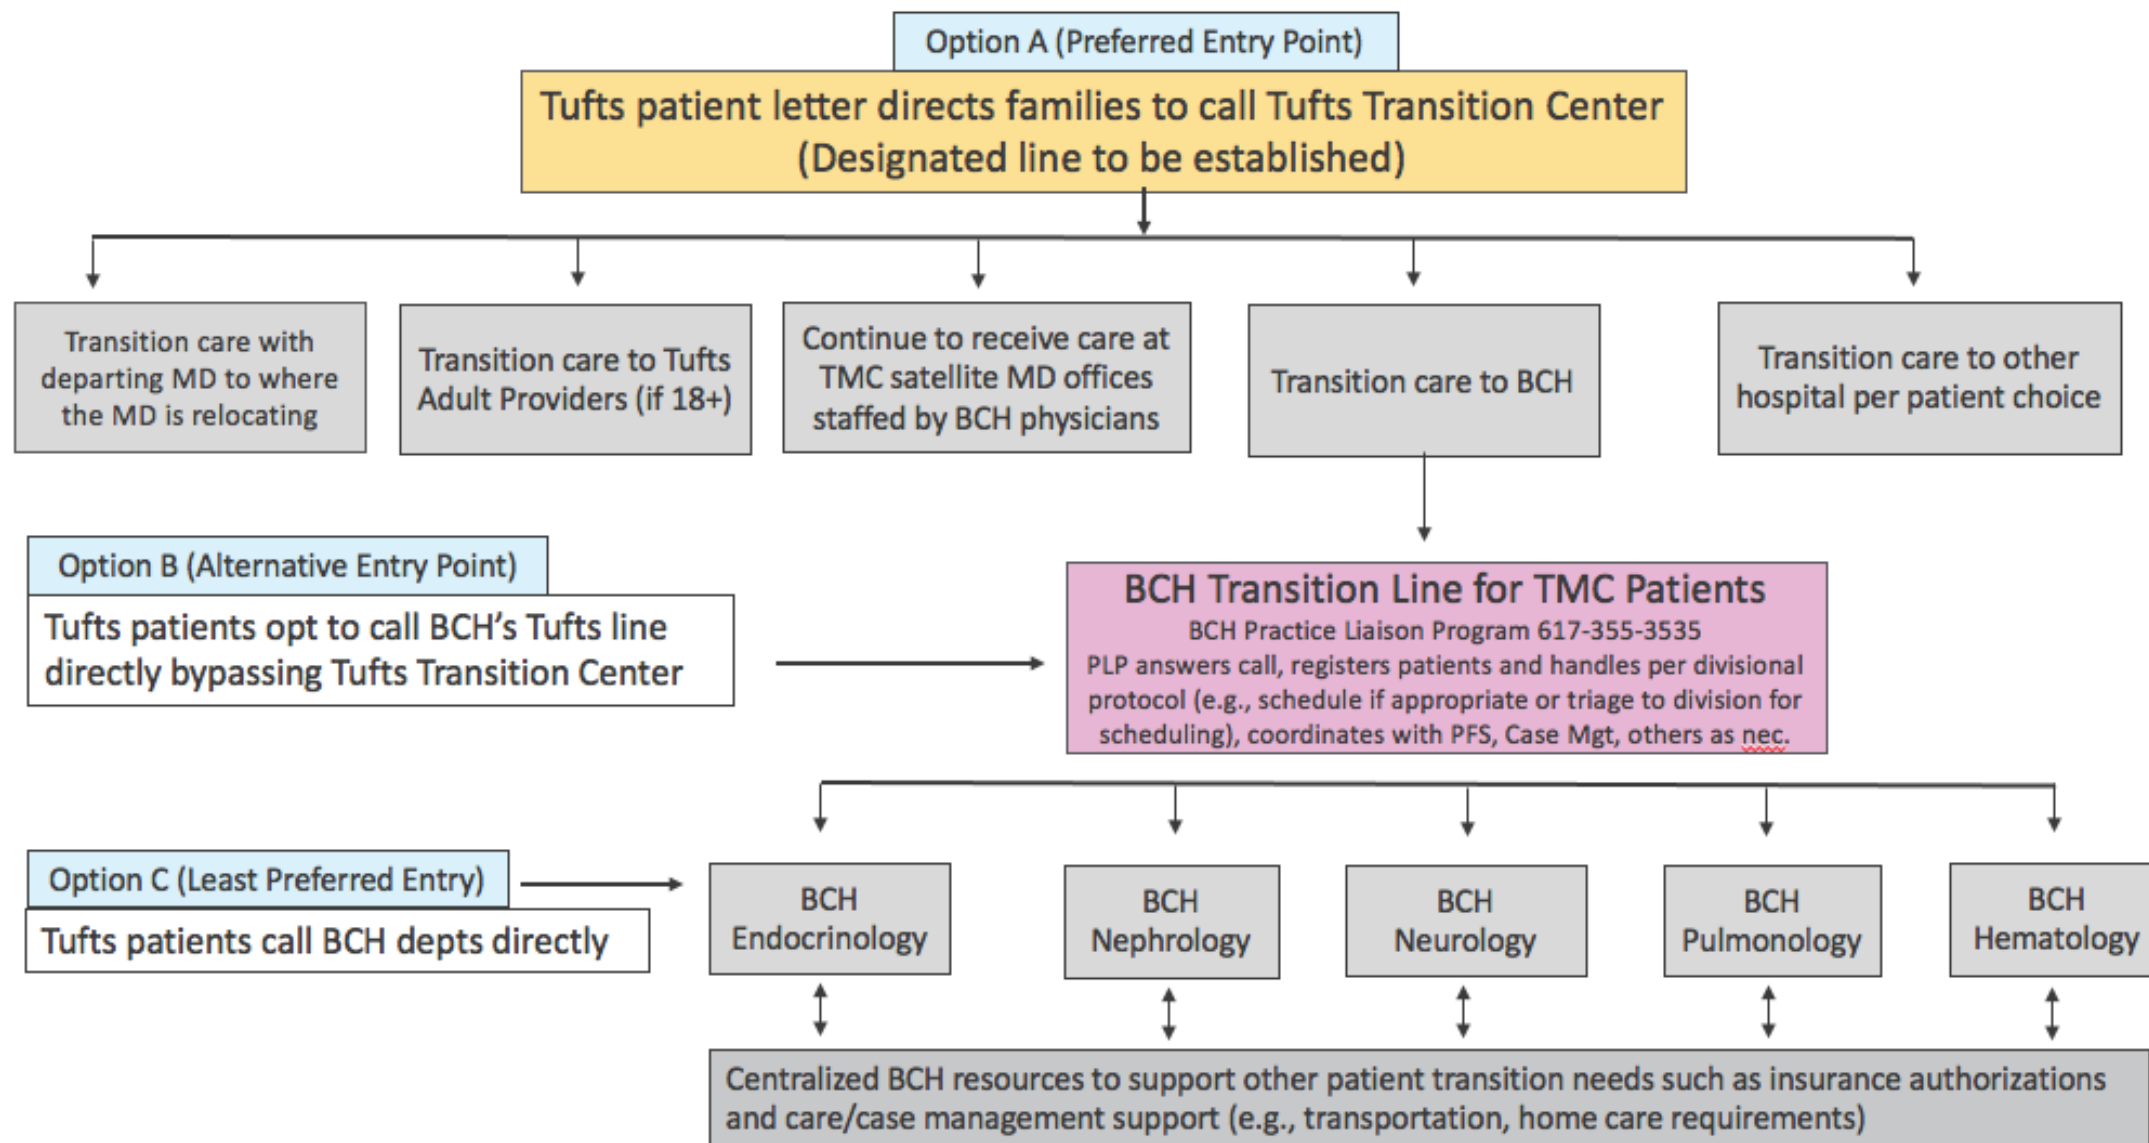 Option A (Preferred Entry Point)
Tufts patient letter directs families to call Tufts Transition Center
(Designated line to be established)
Transition care with
departing MD to where
the MD is relocating
Transition care to Tufts
Adult Providers (if 18+)
Continue to receive care at
TMC satellite MD offices
staffed by BCH physicians
Transition care to BCH
Transition care to other
hospital per patient choice
Option B (Alternative Entry Point)
Tufts patients opt to call BCH’s Tufts line
directly bypassing Tufts Transition Center
BCH Transition Line for TMC Patients
BCH Practice Liaison Program 617-355-3535
PLP answers call, registers patients and handles per divisional
protocol (e.g., schedule if appropriate or triage to division for
scheduling), coordinates with PFS, Case Mgt, others as nec.
Option C (Least Preferred Entry)
Tufts patients call BCH depts directly
BCH
Endocrinology
BCH
Nephrology
BCH
Neurology
BCH
Pulmonology
BCH
Hematology
Centralized BCH resources to support other patient transition needs such as insurance authorizations
and care/case management support (e.g., transportation, home care requirements)